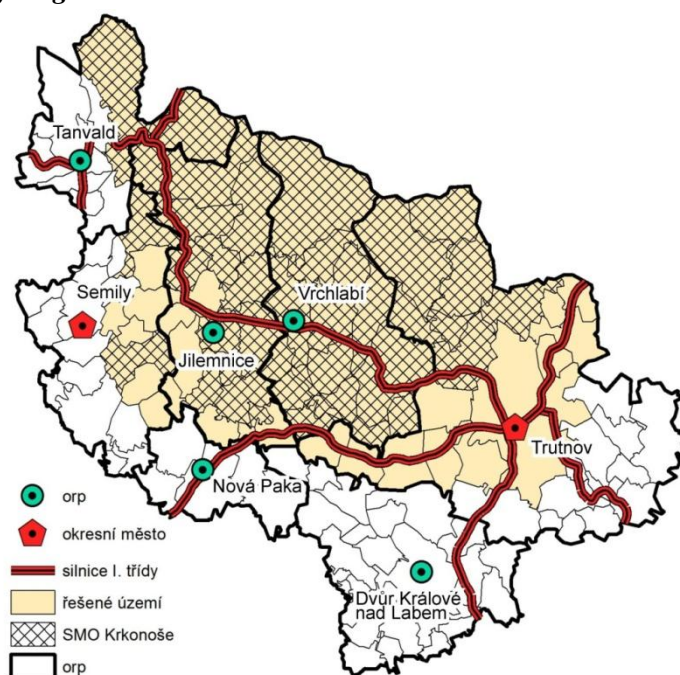 Tanvald
Semily
Vrchlabí
Jilemnice
Trutnov
Nová Paka
Dvůr Králové
nad Labem
orp
okresní město
silnice I. třídy
řešené území
SMO Krkonoše
orp